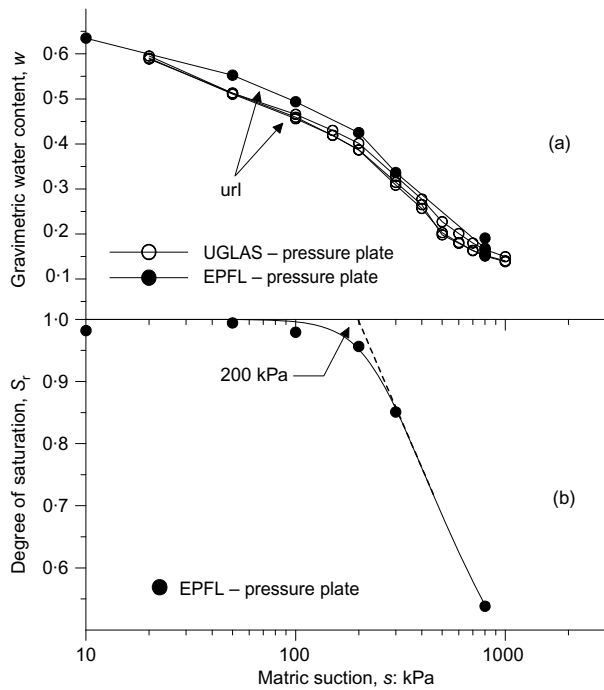 Gravimetric water content, w
0·6
0·5
0·4
0·3
0·2
0·1
(a)
url
UGLAS – pressure plate
EPFL – pressure plate
Degree of saturation, Sr
1·0
0·9
0·8
0·7
0·6
200 kPa
(b)
EPFL – pressure plate
10
100
1000
Matric suction, s: kPa